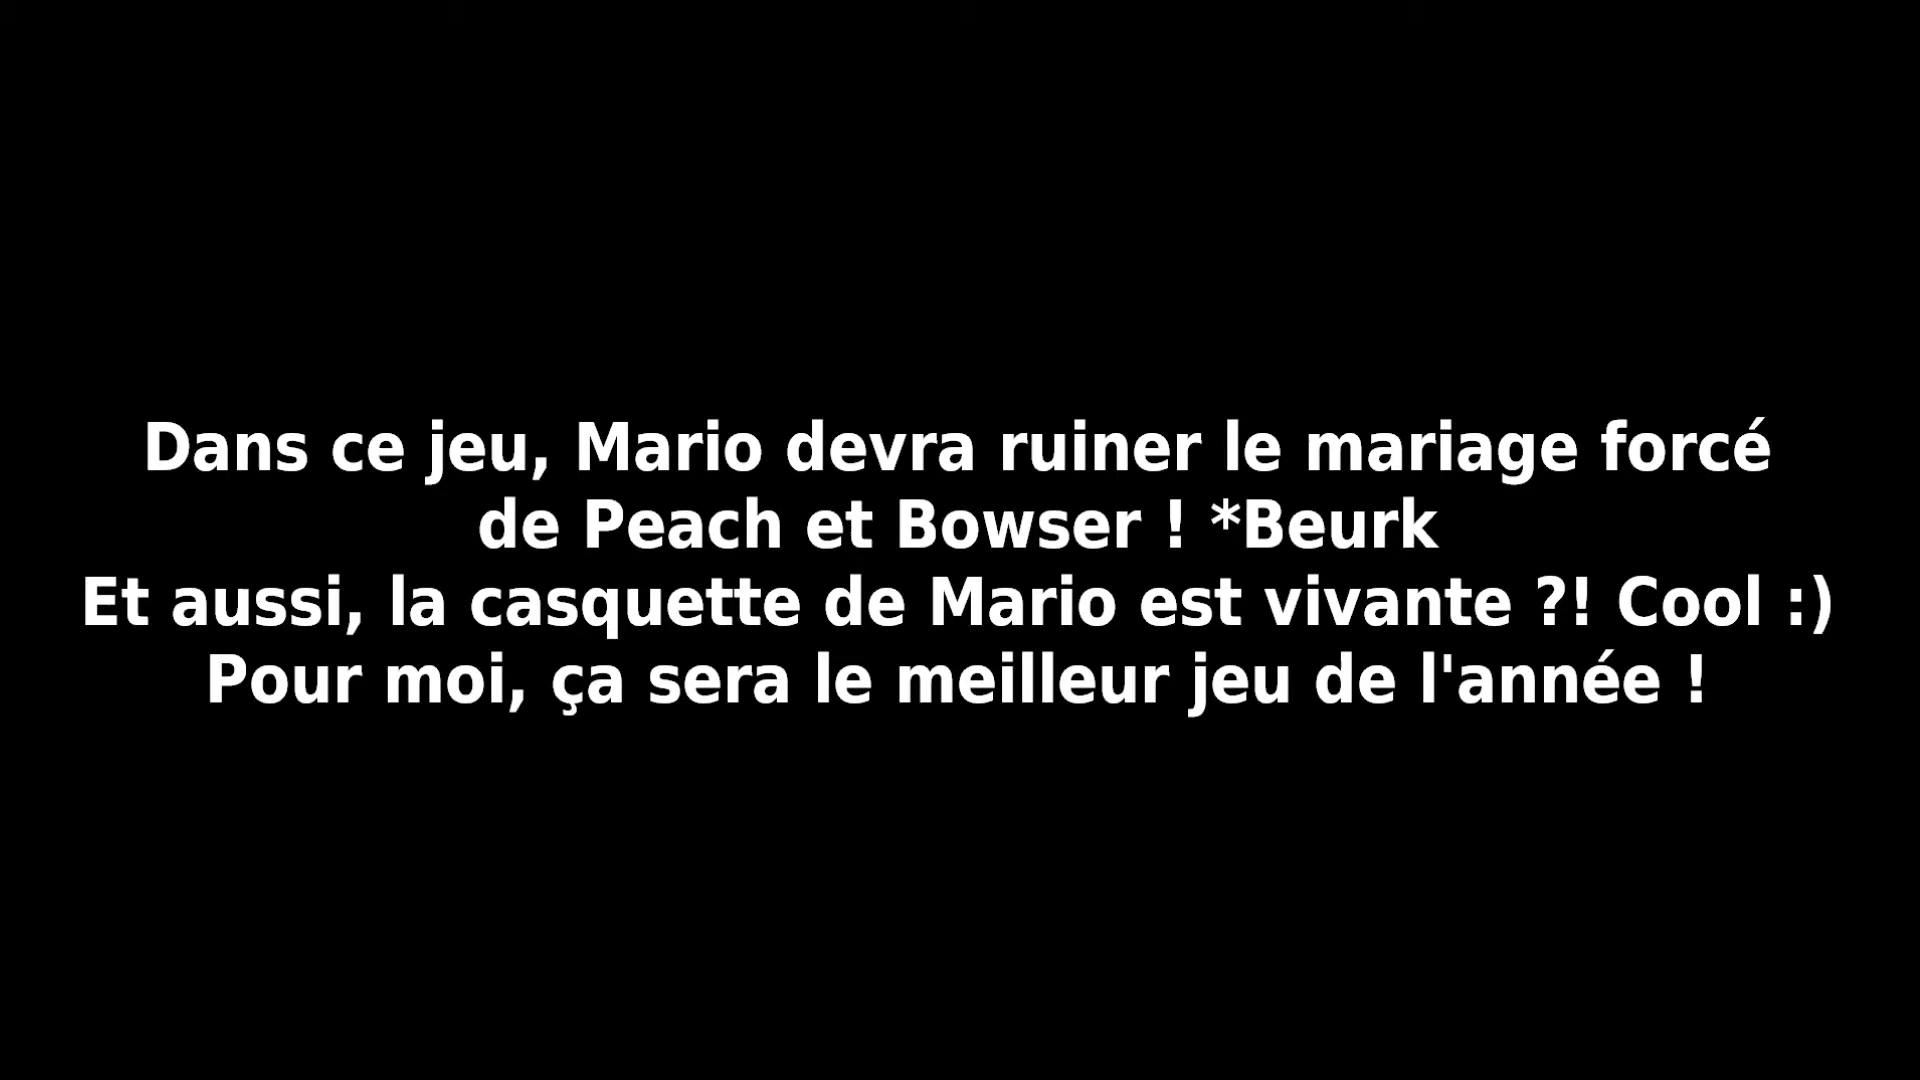 Dans ce jeu, Mario devra ruiner le mariage forcé
de Peach et Bowser ! *Beurk
Et aussi, la casquette de Mario est vivante ?! Cool :)
Pour moi, ça sera le meilleur jeu de l'année !